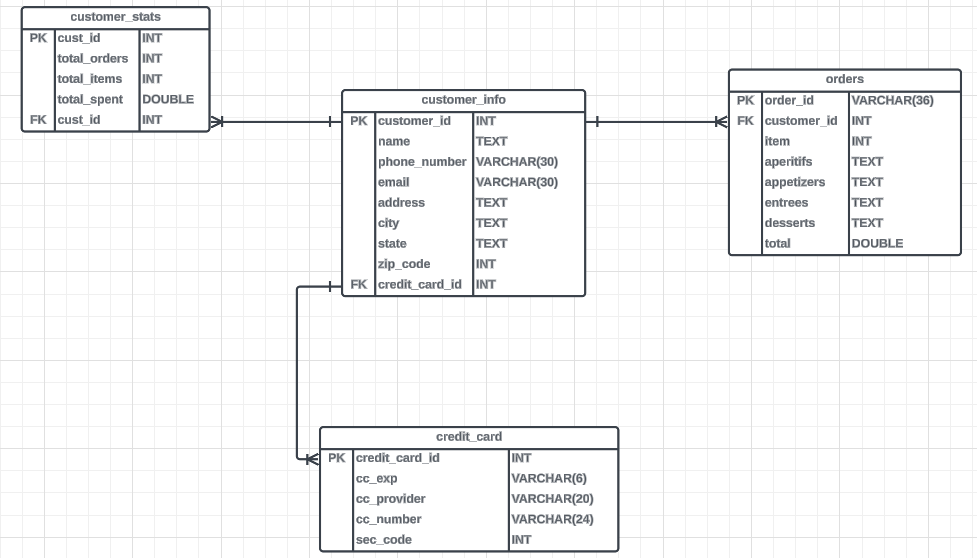 customer_stats
PK cust_id INT
total_orders INT
total_items INT
total_spent DOUBLE
FK cust_id INT
customer_info
PK customer_id INT
name TEXT
phone_number VARCHAR(30)
email VARCHAR(30)
address TEXT
city TEXT
state TEXT
zip_code INT
FK credit_card_id INT
orders
PK order_id VARCHAR(36)
FK customer_id INT
item INT
aperitifs TEXT
appetizers TEXT
entrees TEXT
desserts TEXT
total DOUBLE
credit_card
PK credit_card_id INT
cc_exp VARCHAR(6)
cc_provider VARCHAR(20)
cc_number VARCHAR(24)
sec_code INT